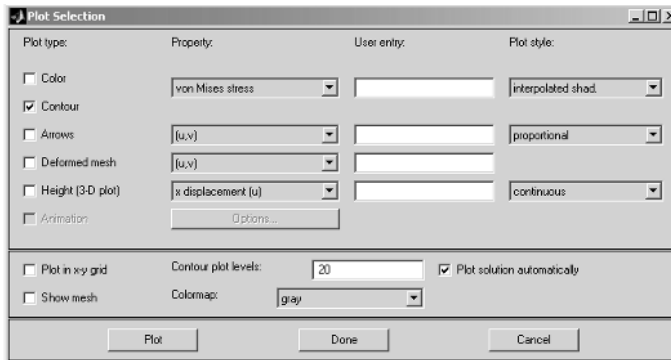 Plot Selection
Plot type: Property: User entry: Plot style:
Color
von Mises stress interpolated shad.
Contour
Arrows (u,v) proportional
Deformed mesh (u,v)
Height (3-D plot) x displacement (u) continuous
Animation Options...
Plot in x-y grid Contour plot levels: 20 Plot solution automatically
Show mesh Colormap: gray
Plot Done Cancel